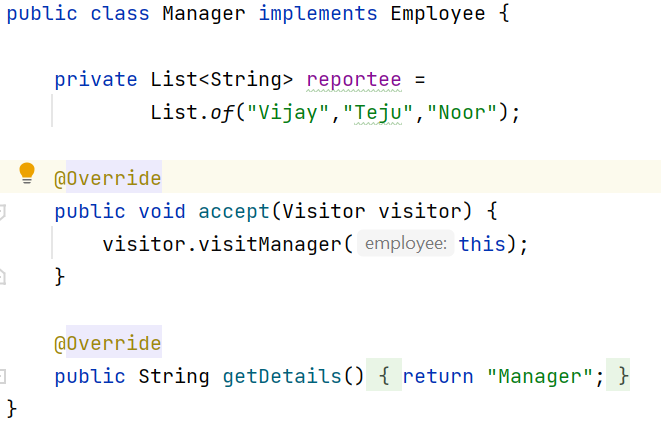 public class Manager implements Employee {
private List<String> reportee =
List.of("Vijay","Teju","Noor");
@Override
public void accept(Visitor visitor) {
visitor.visitManager( employee: this);
}
@Override
public String getDetails() { return "Manager"; }
}